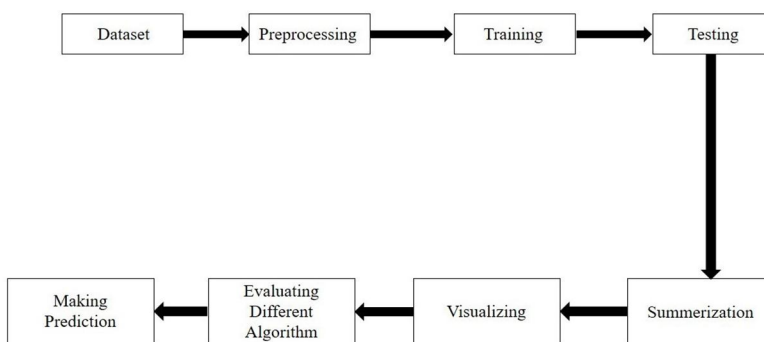 Dataset
Preprocessing
Training
Testing
Summerization
Visualizing
Evaluating
Different
Algorithm
Making
Prediction